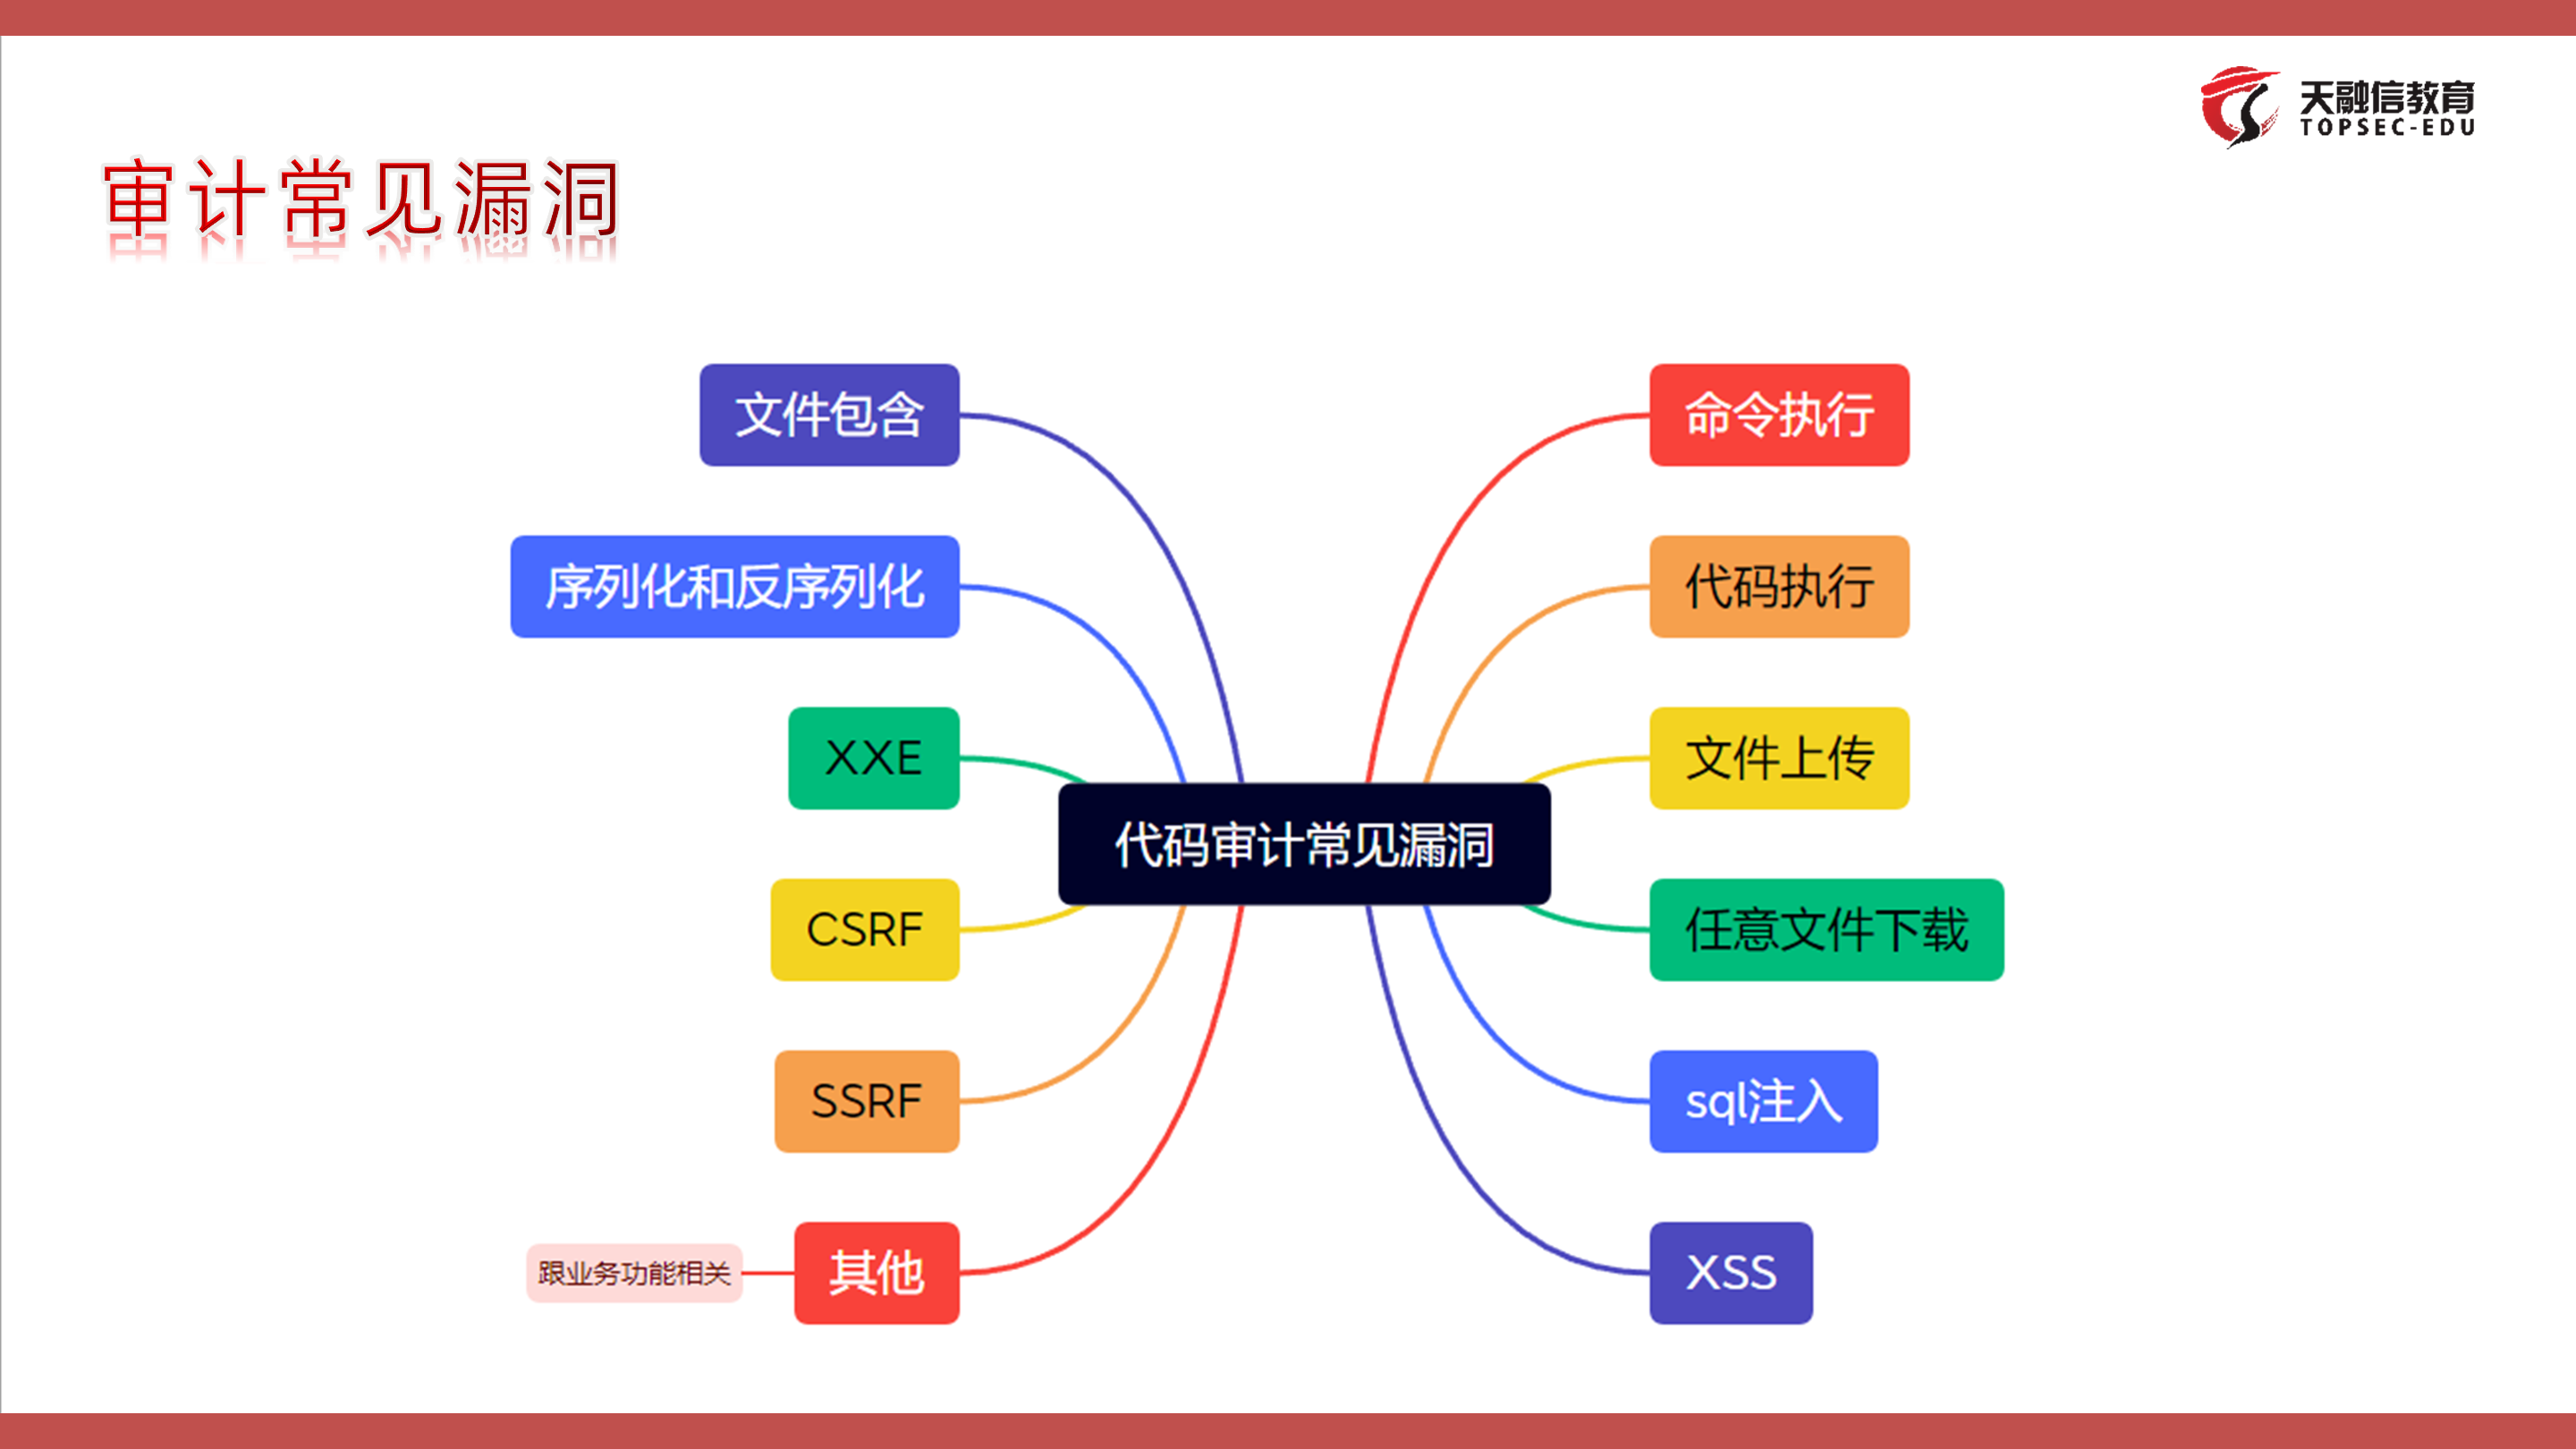 天融信教育
TOPSEC-EDU
审计常见漏洞
文件包含
序列化和反序列化
XXE
CSRF
SSRF
其他
跟业务功能相关
代码审计常见漏洞
命令执行
代码执行
文件上传
任意文件下载
sql注入
XSS